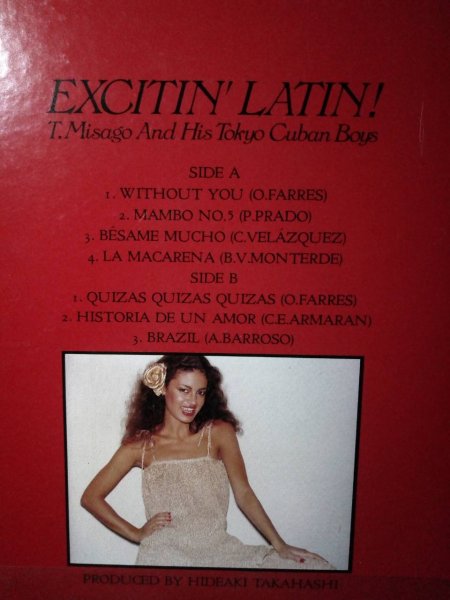 EXCITIN' LATIN!
T. Misago And His Tokyo Cuban Boys
SIDE A
1. WITHOUT YOU (O.FARRES)
2. MAMBO NO.5 (P.PRADO)
3. BÉSAME MUCHO (C.VELÁZQUEZ)
4. LA MACARENA (B.V.MONTERDE)
SIDE B
1. QUIZAS QUIZAS QUIZAS (O.FARRES)
2. HISTORIA DE UN AMOR (C.E.ARMARAN)
3. BRAZIL (A.BARROSO)
PRODUCED BY HIDEAKI TAKAHASHI